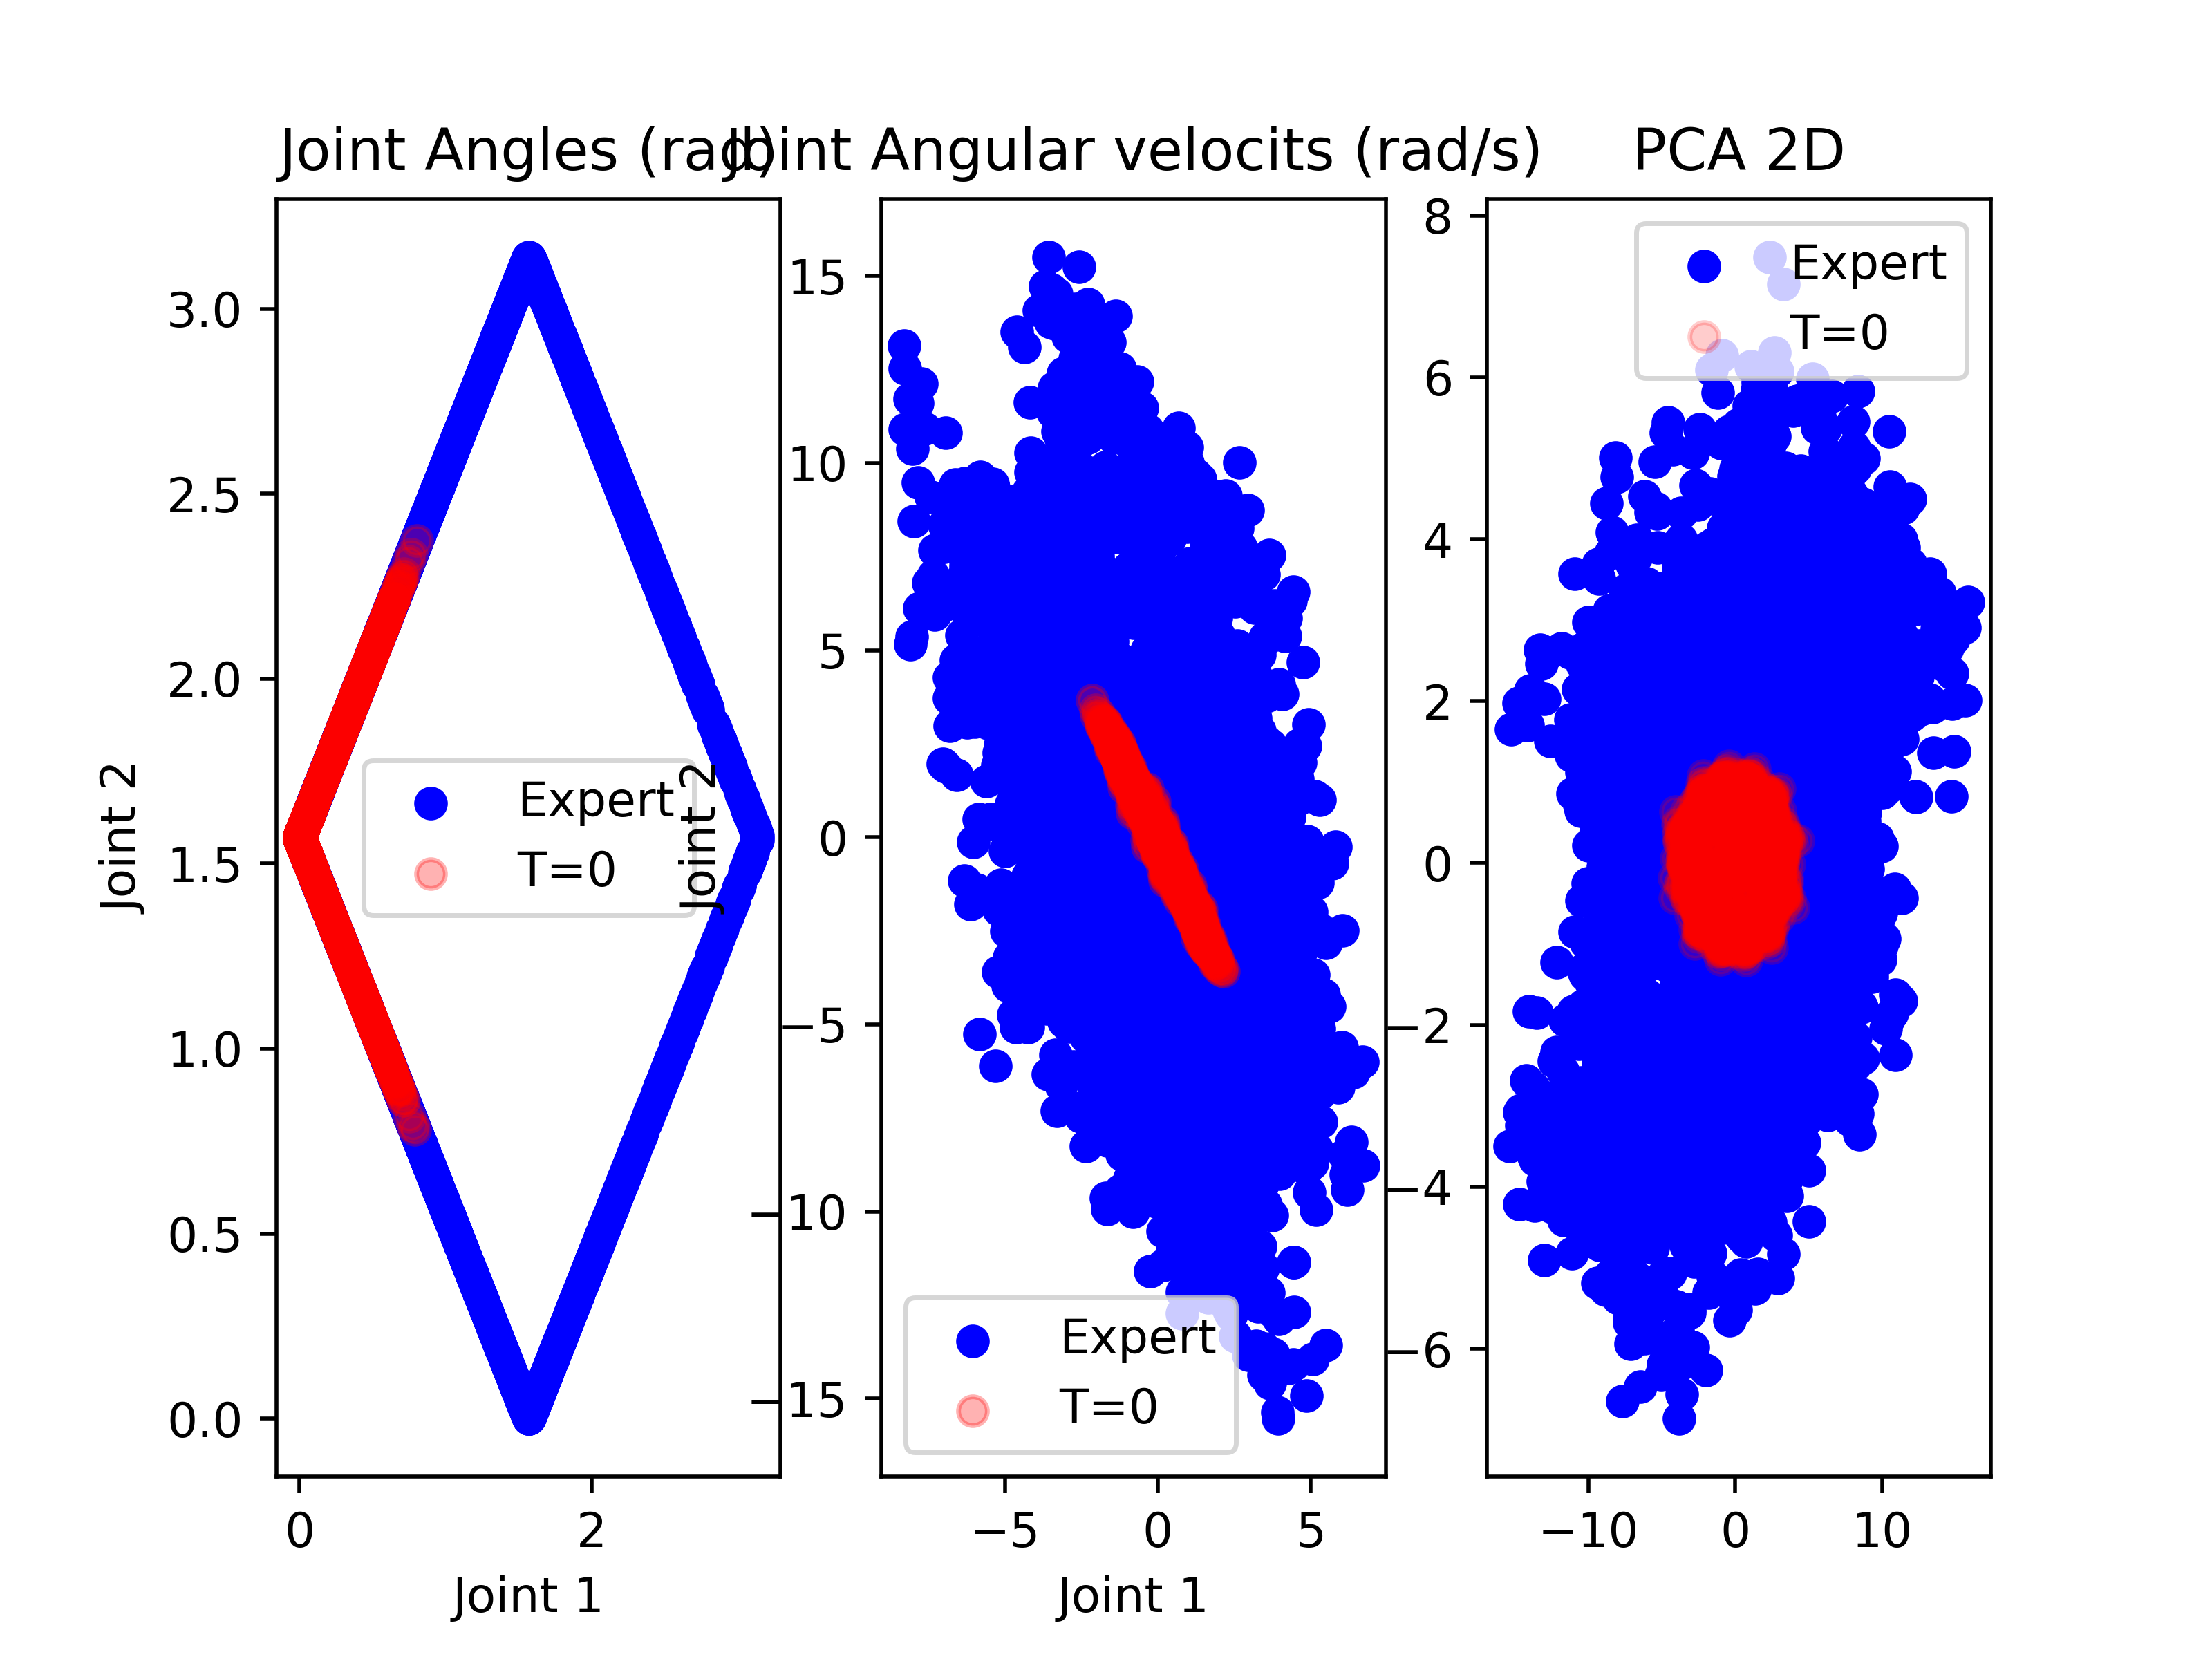 Joint Angles (rad)
Joint Angular velocits (rad/s)
PCA 2D
3.0
2.5
2.0
1.5
1.0
0.5
0.0
Joint 2
0
2
Joint 1
Expert
T=0
15
10
5
0
−5
−10
−15
Joint 2
−5
0
5
Joint 1
Expert
T=0
8
6
4
2
0
−2
−4
−6
−10
0
10
Expert
T=0